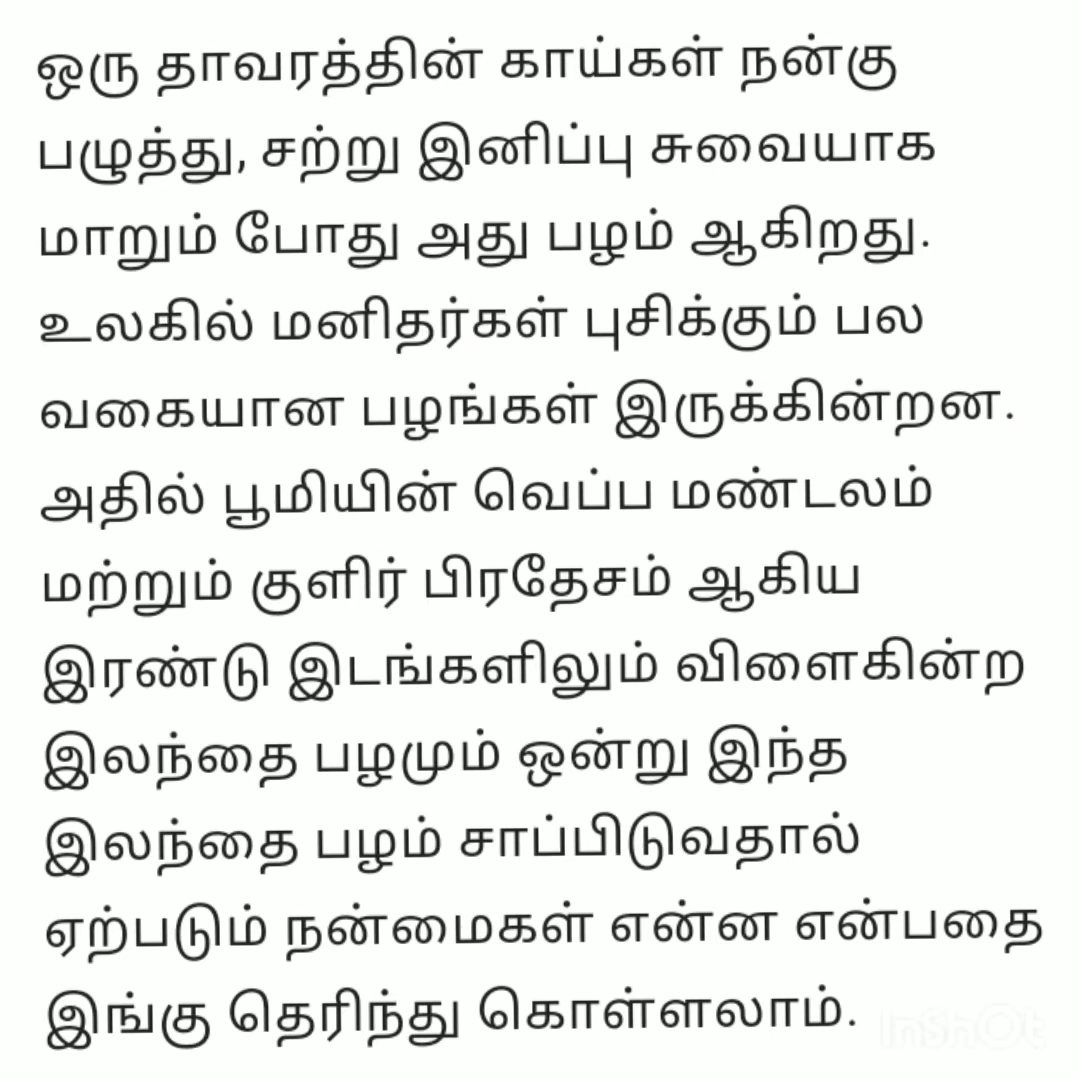 ஒரு தாவரத்தின் காய்கள் நன்கு
பழுத்து, சற்று இனிப்பு சுவையாக
மாறும் போது அது பழம் ஆகிறது.
உலகில் மனிதர்கள் புசிக்கும் பல
வகையான பழங்கள் இருக்கின்றன.
அதில் பூமியின் வெப்ப மண்டலம்
மற்றும் குளிர் பிரதேசம் ஆகிய
இரண்டு இடங்களிலும் விளைகின்ற
இலந்தை பழமும் ஒன்று இந்த
இலந்தை பழம் சாப்பிடுவதால்
ஏற்படும் நன்மைகள் என்ன என்பதை
இங்கு தெரிந்து கொள்ளலாம்.
InShOt